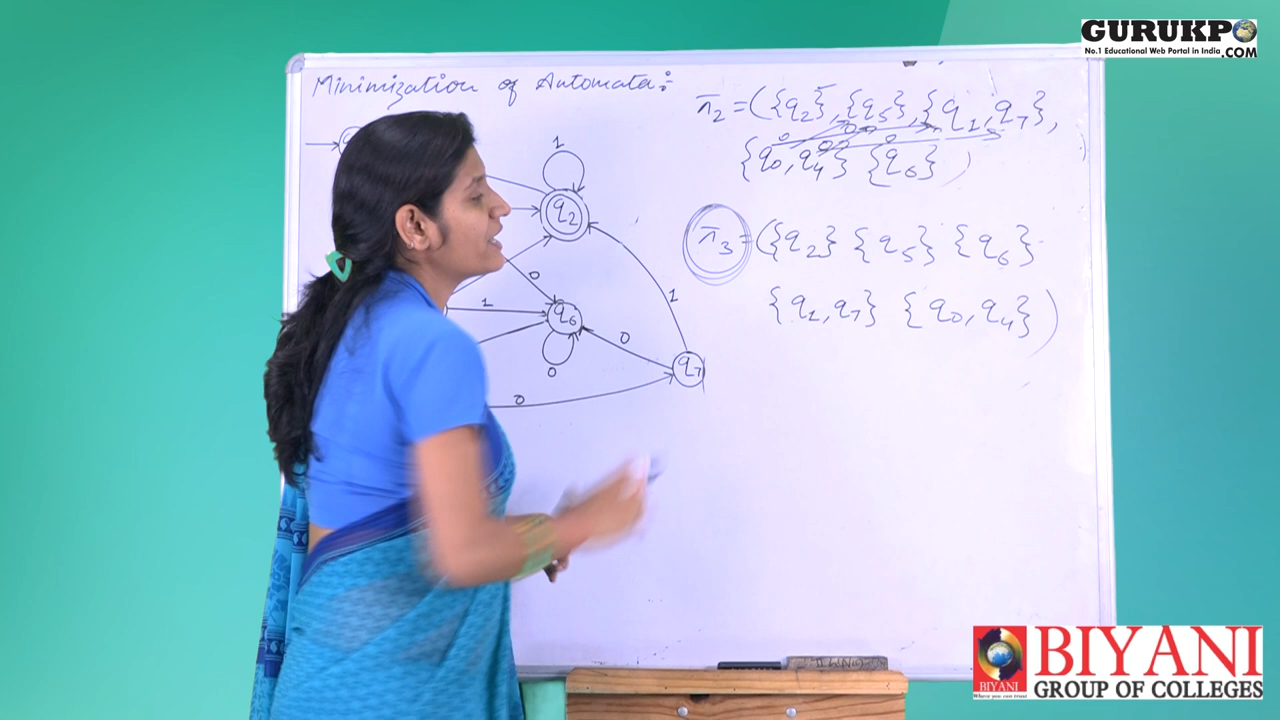 GURUKPO
No.1 Educational Web Portal in India
.COM
Minimization of Automata:
π2 = ({q2}, {q5}, {q1, q7},
{q0, q4} {q6})
π3 = ({q2} {q5} {q6}
{q1, q7} {q0, q4})
1
q2
0
1
q6
0
0
1
q7
0
BIYANI
BIYANI
GROUP OF COLLEGES